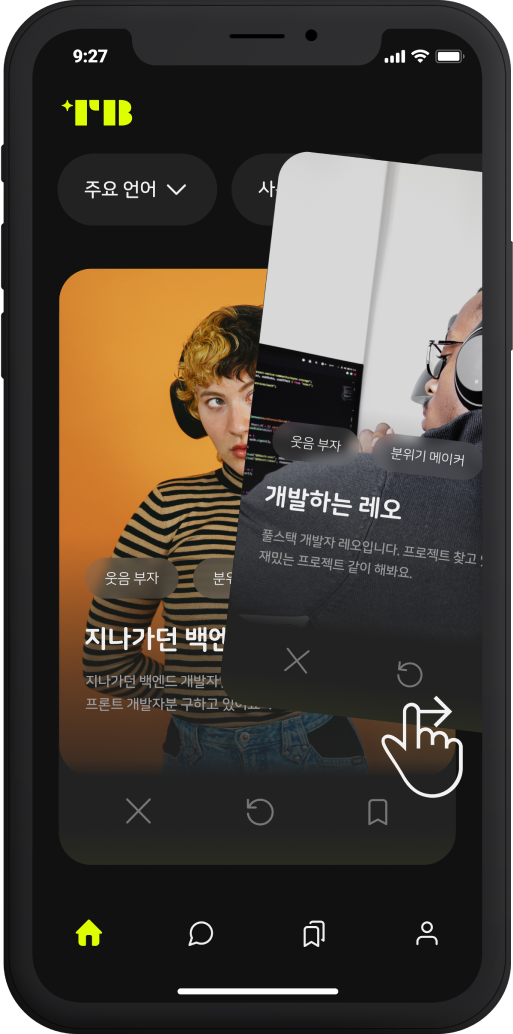 9:27
TB
주요 언어
사
웃음 부자
분위기 메이커
개발하는 레오
풀스택 개발자 레오입니다. 프로젝트 찾고
재밌는 프로젝트 같이 해봐요.
웃음 부자
분위
지나가던 백엔
지나가던 백엔드 개발자
프론트 개발자분 구하고 있어요